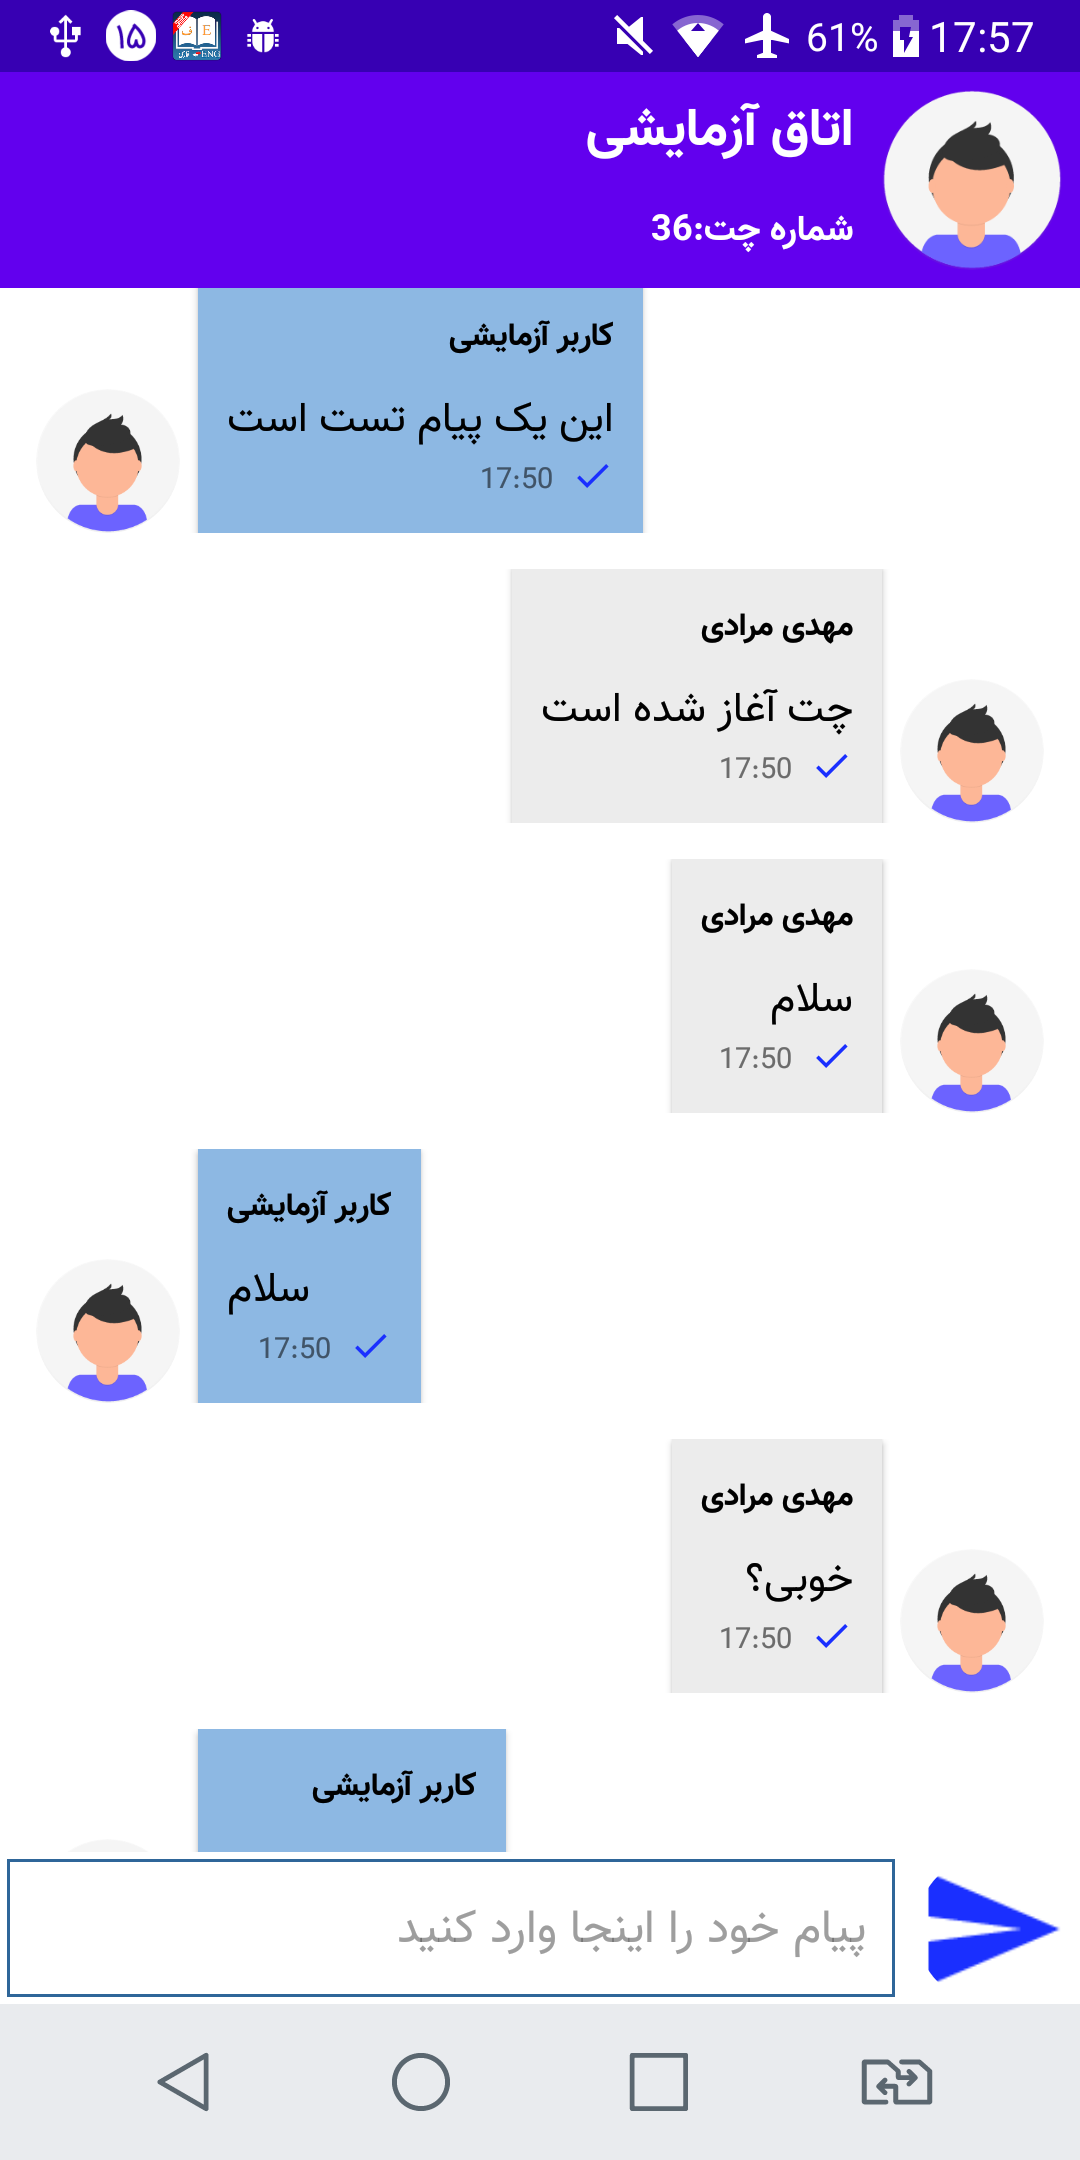 ۱۵
61%
17:57
اتاق آزمایشی
شماره چت:36
کاربر آزمایشی
این یک پیام تست است
17:50
مهدی مرادی
چت آغاز شده است
17:50
مهدی مرادی
سلام
17:50
کاربر آزمایشی
سلام
17:50
مهدی مرادی
خوبی؟
17:50
کاربر آزمایشی
پیام خود را اینجا وارد کنید